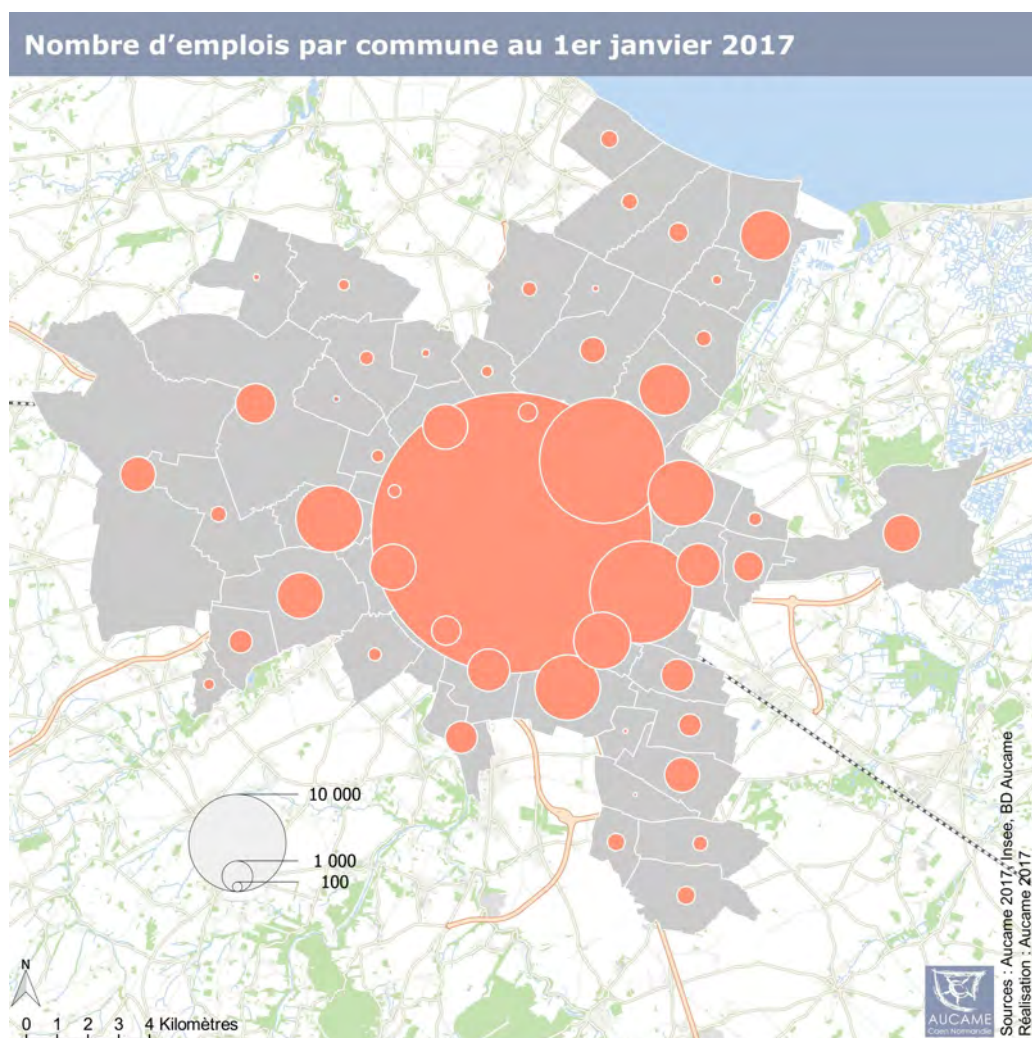 Nombre d’emplois par commune au 1er janvier 2017
10 000
1 000
100
N
0 1 2 3 4 Kilomètres
AUCAME
Caen Normandie
Sources : Aucame 2017, Insee, BD Aucame
Réalisation : Aucame 2017